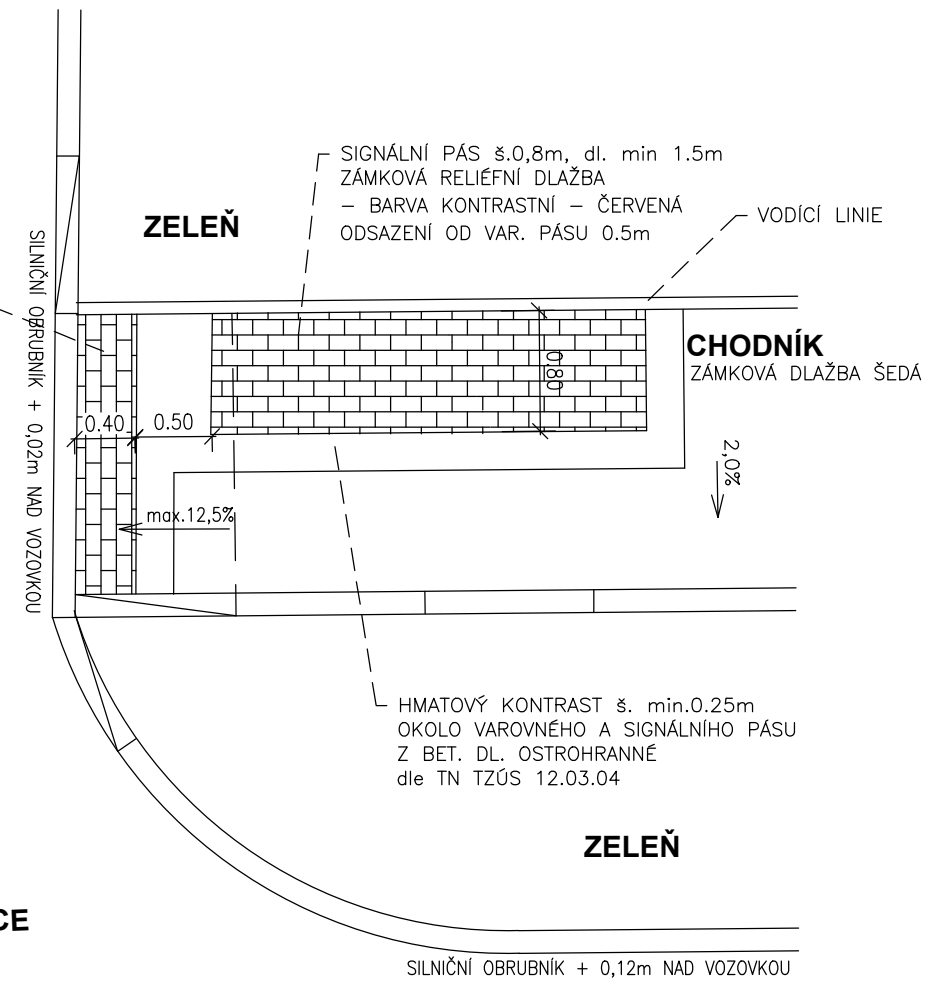 SIGNÁLNÍ PÁS š.0,8m, dl. min 1.5m
ZÁMKOVÁ RELIÉFNÍ DLAŽBA
– BARVA KONTRASTNÍ – ČERVENÁ
ODSAZENÍ OD VAR. PÁSU 0.5m
VODÍCÍ LINIE
ZELEŇ
SILNIČNÍ OBRUBNÍK + 0,02m NAD VOZOVKOU
CHODNÍK
ZÁMKOVÁ DLAŽBA ŠEDÁ
0.80
0.40
0.50
2,0%
max.12,5%
HMATOVÝ KONTRAST š. min.0.25m
OKOLO VAROVNÉHO A SIGNÁLNÍHO PÁSU
Z BET. DL. OSTROHRANNÉ
dle TN TZÚS 12.03.04
ZELEŇ
CE
SILNIČNÍ OBRUBNÍK + 0,12m NAD VOZOVKOU